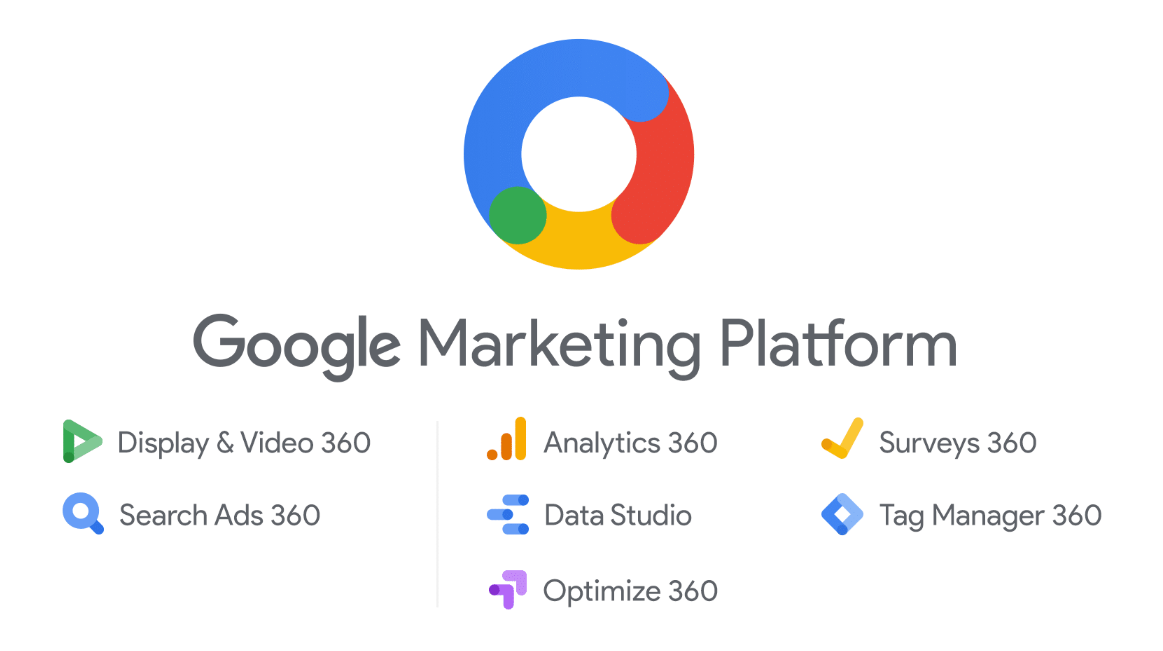 Google Marketing Platform
Display & Video 360
Search Ads 360
Analytics 360
Data Studio
Optimize 360
Surveys 360
Tag Manager 360